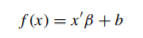 f(x) = x′β + b